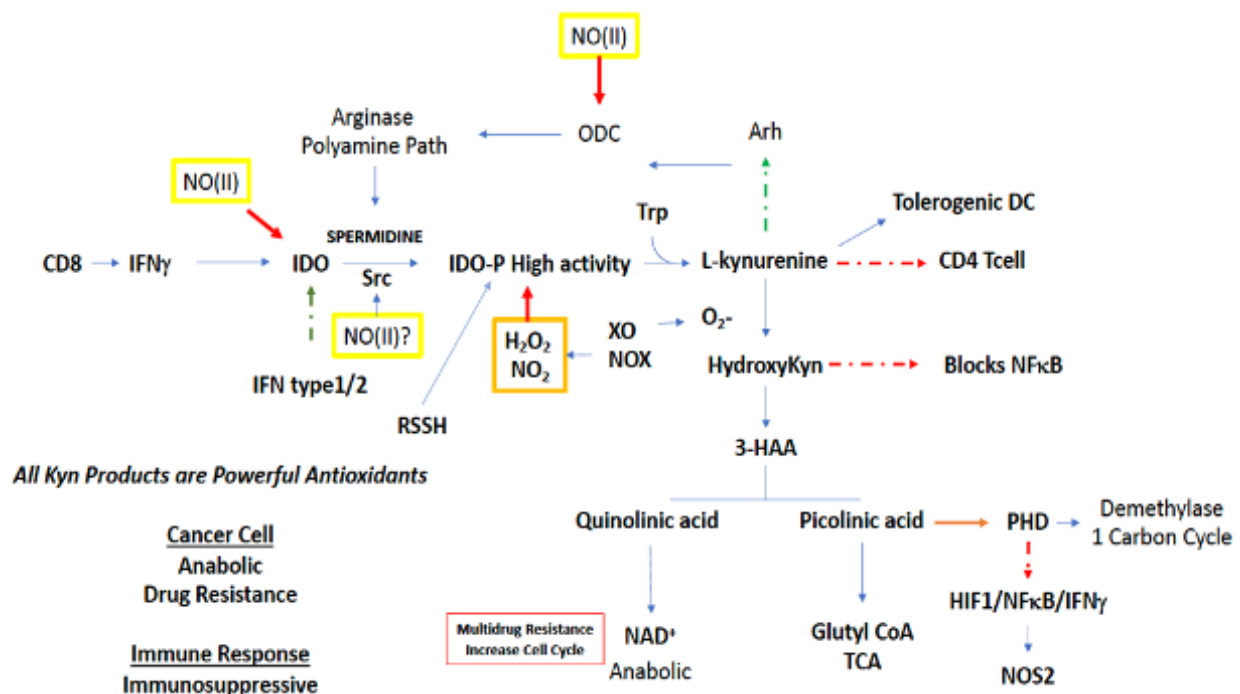 NO(II)
Arginase
Polyamine Path
ODC
Arh
NO(II)
Trp
Tolerogenic DC
SPERMIDINE
CD8
IFNγ
IDO
IDO-P High activity
L-kynurenine
CD4 Tcell
Src
NO(II)?
H₂O₂
NO₂
XO
NOX
O₂-
HydroxyKyn
Blocks NFκB
IFN type1/2
RSSH
3-HAA
All Kyn Products are Powerful Antioxidants
Quinolinic acid
Picolinic acid
PHD
Demethylase
1 Carbon Cycle
Cancer Cell
Anabolic
Drug Resistance
HIF1/NFκB/IFNγ
Multidrug Resistance
Increase Cell Cycle
NAD⁺
Anabolic
Glutyl CoA
TCA
NOS2
Immune Response
Immunosuppressive